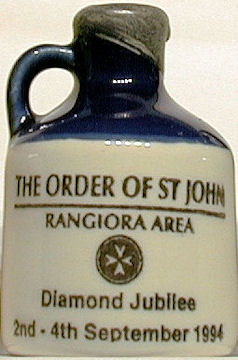 THE ORDER OF ST JOHN
RANGIORA AREA
Diamond Jubilee
2nd - 4th September 1994